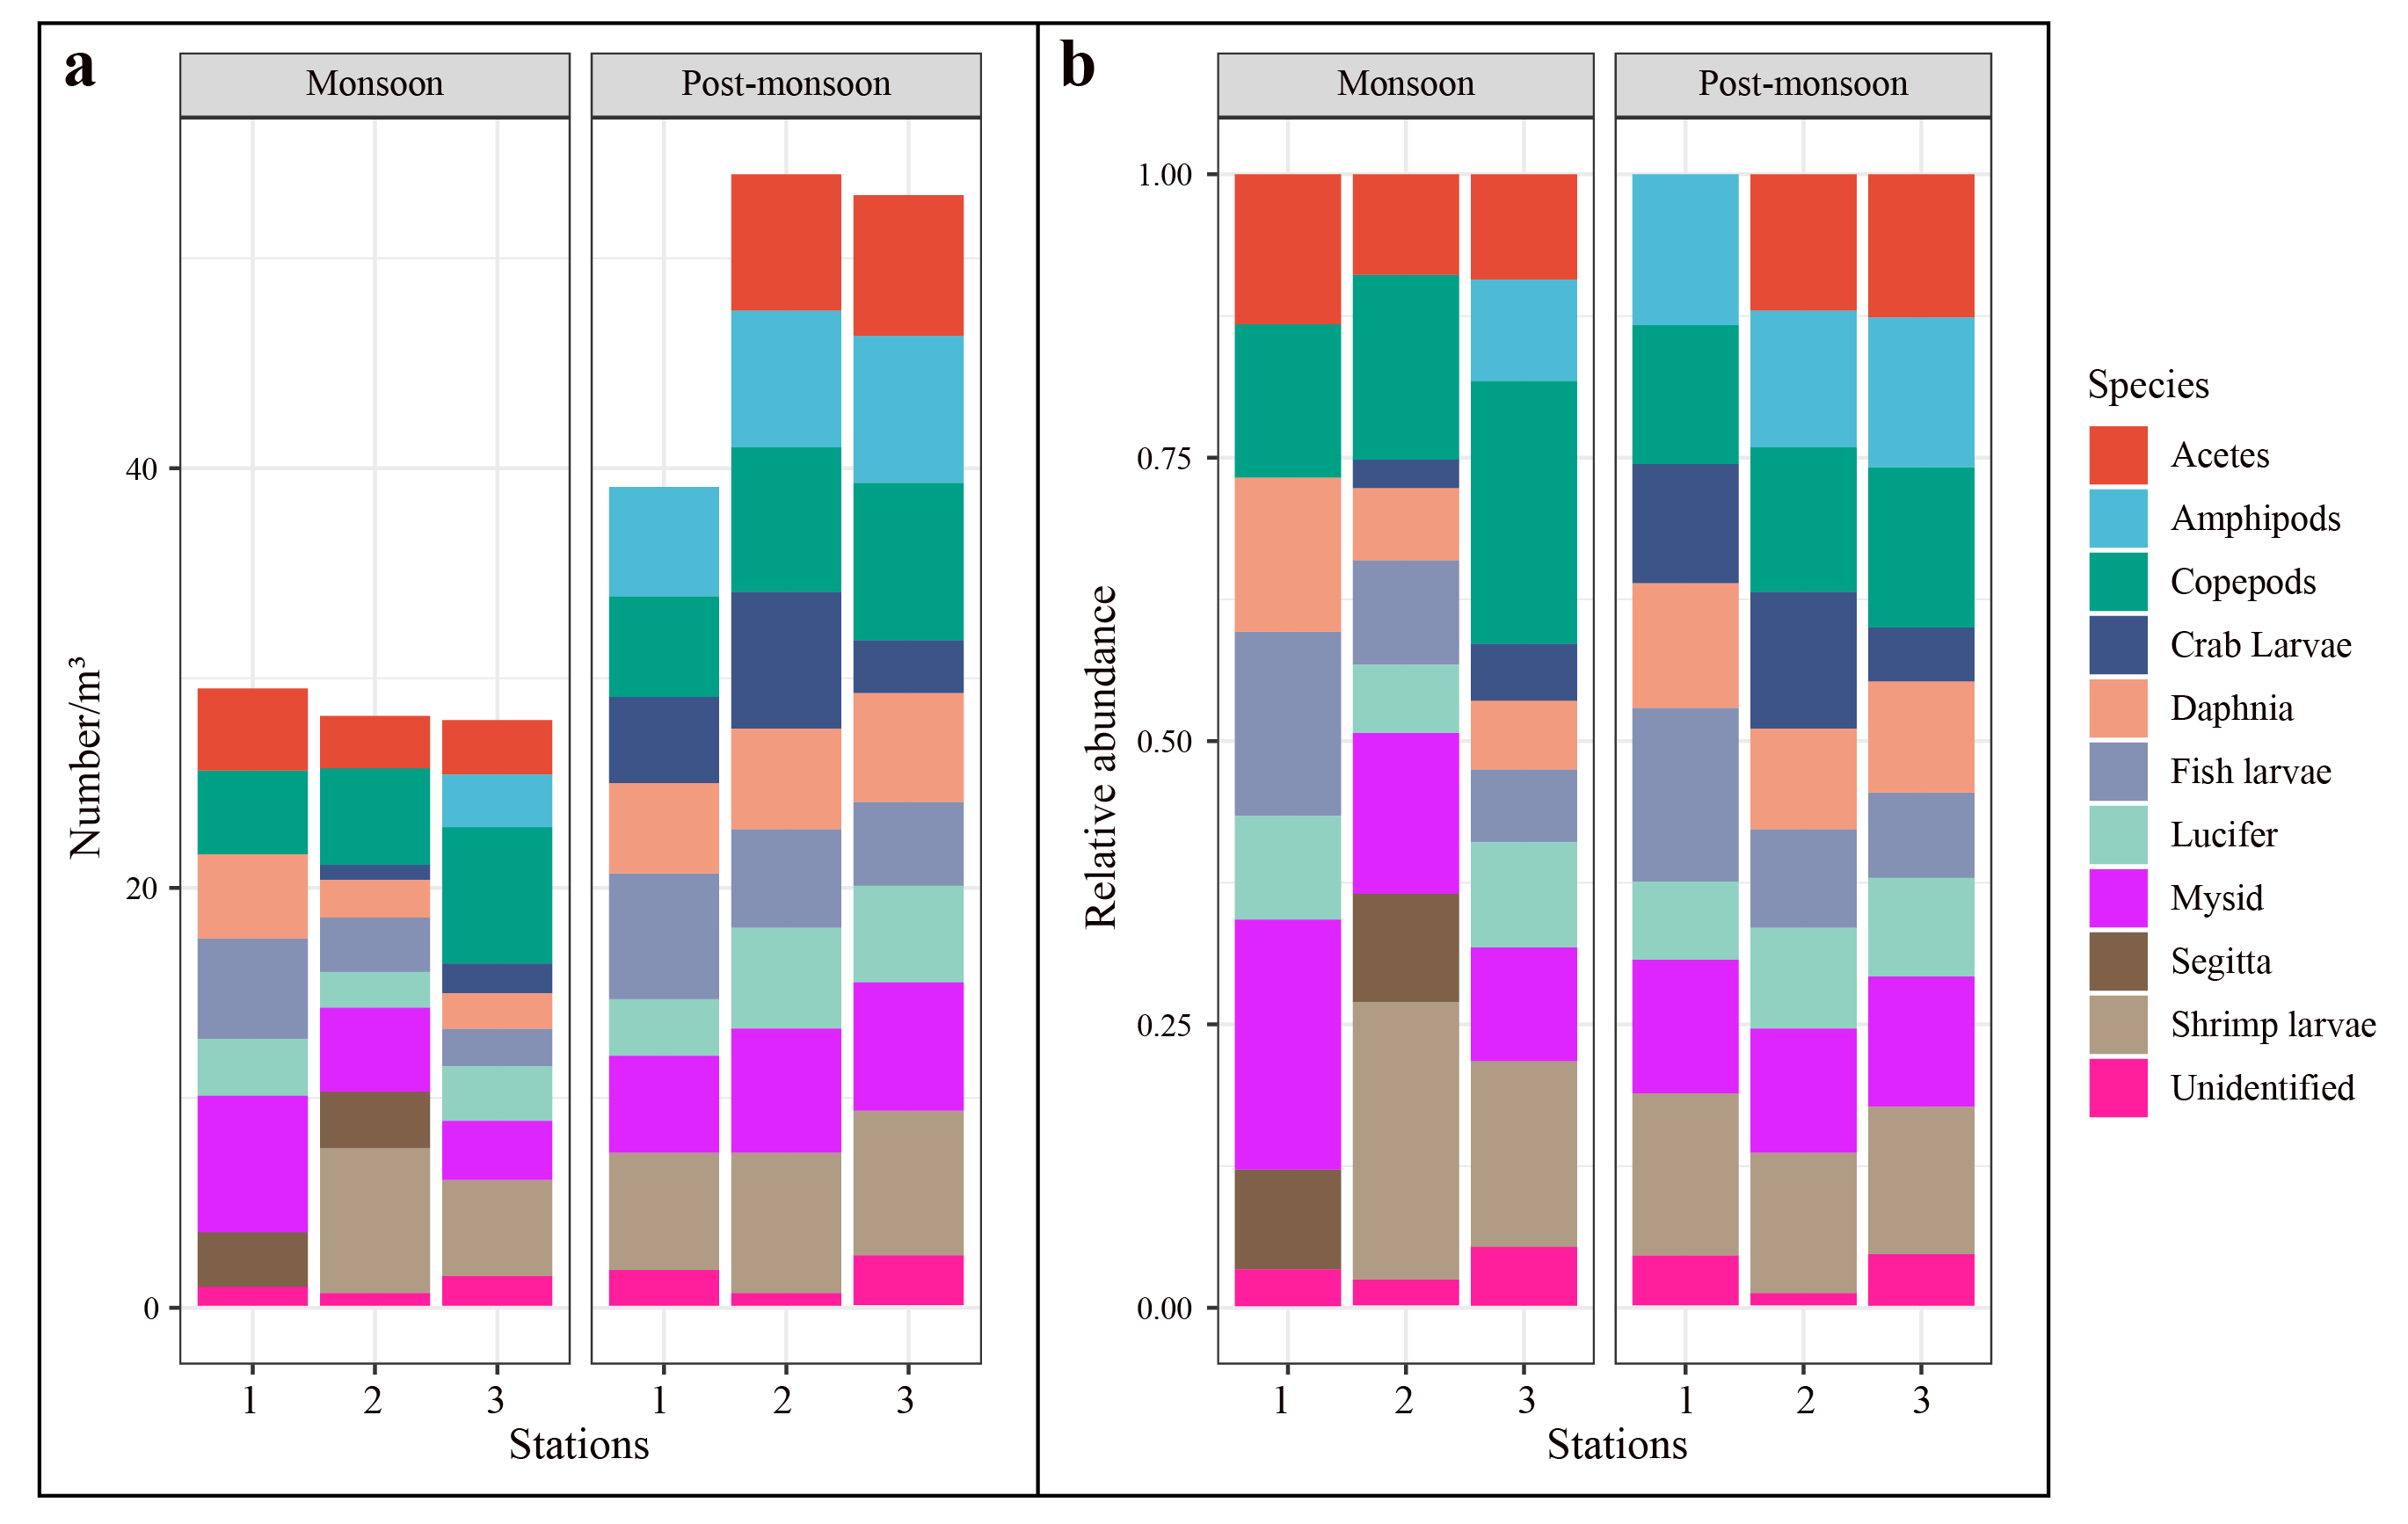 a
Monsoon
Post-monsoon
Number/m³
40
20
0
1 2 3
1 2 3
Stations
b
Monsoon
Post-monsoon
Relative abundance
1.00
0.75
0.50
0.25
0.00
1 2 3
1 2 3
Stations
Species
Acetes
Amphipods
Copepods
Crab Larvae
Daphnia
Fish larvae
Lucifer
Mysid
Segitta
Shrimp larvae
Unidentified